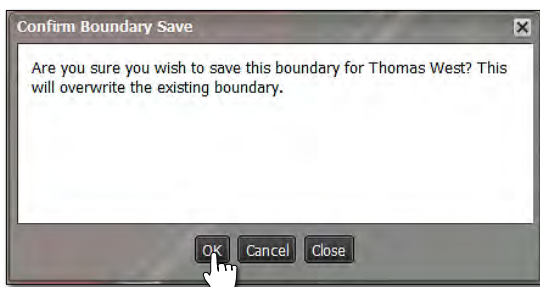 Confirm Boundary Save
Are you sure you wish to save this boundary for Thomas West? This
will overwrite the existing boundary.
OK Cancel Close